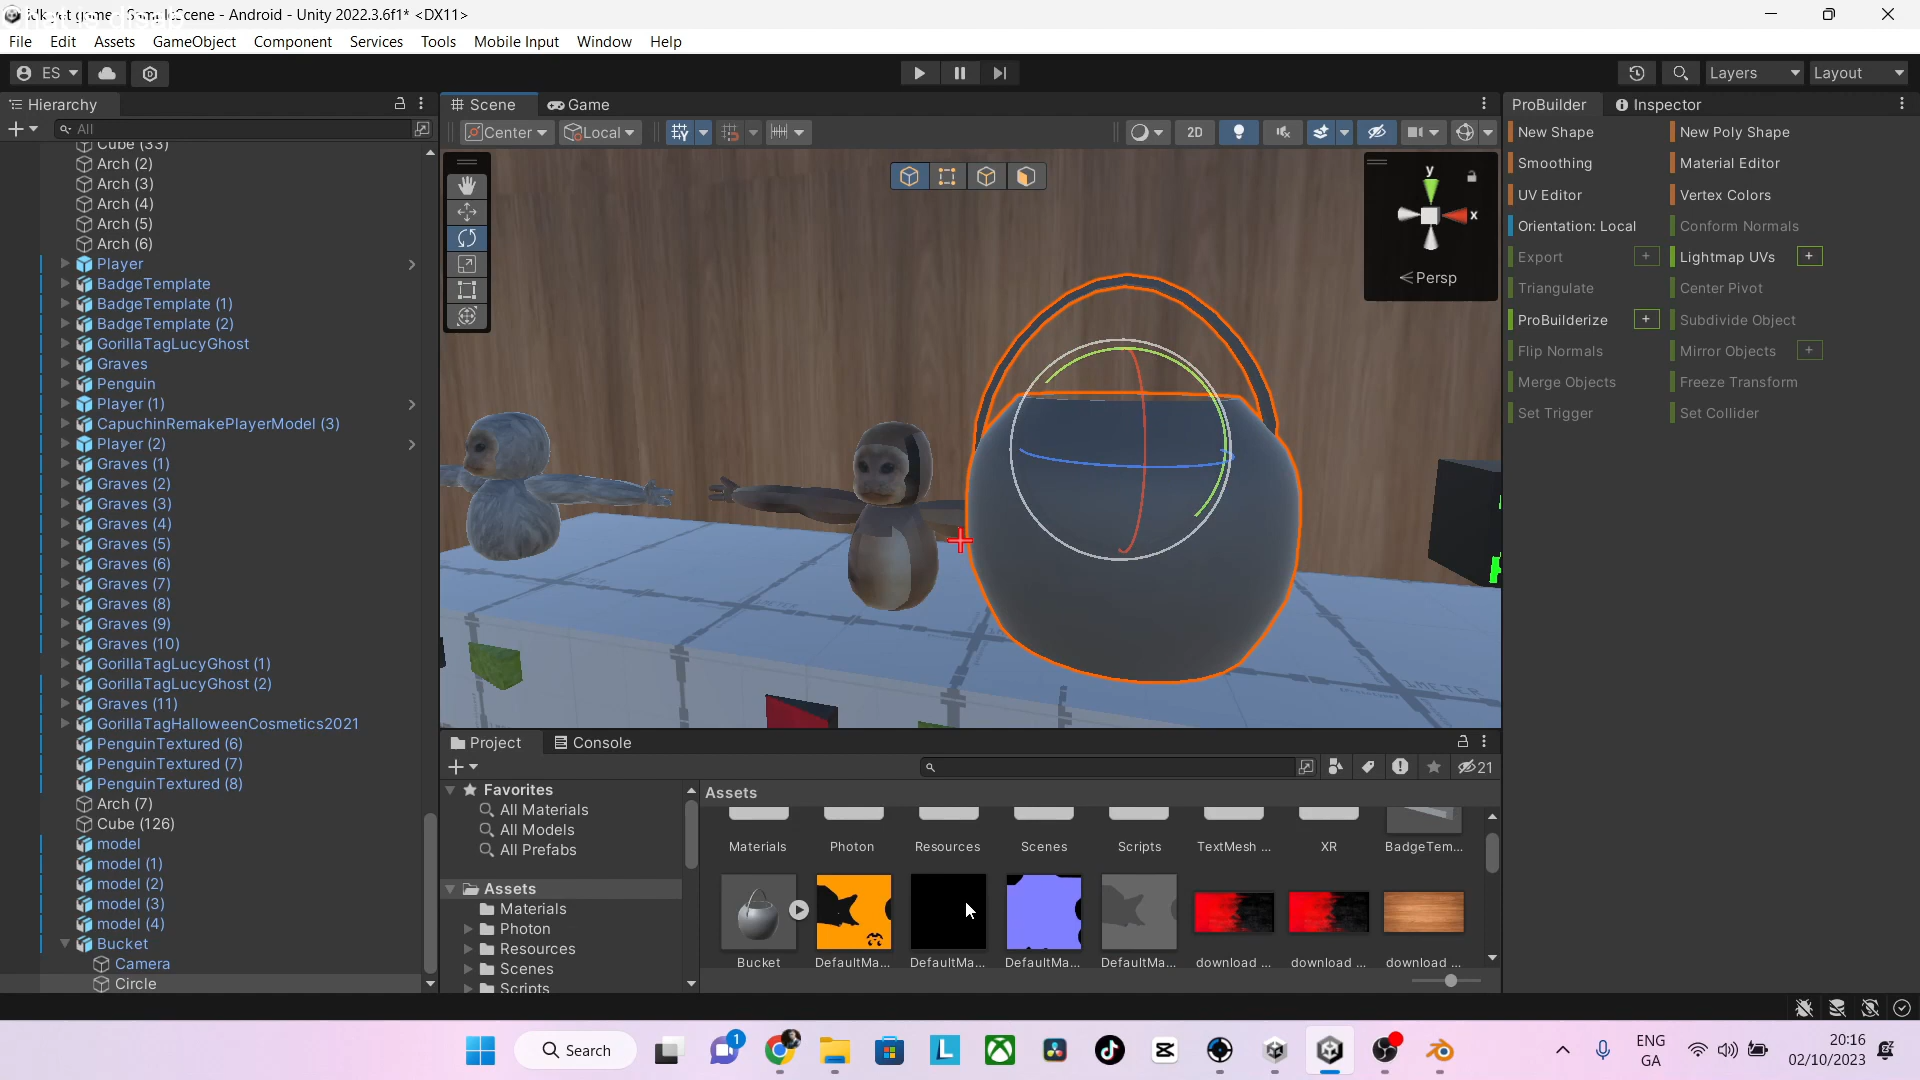 idk yet game - SampleScene - Android - Unity 2022.3.6f1* <DX11>
File Edit Assets GameObject Component Services Tools Mobile Input Window Help
ES
Layers Layout
Hierarchy
All
Cube (33)
Arch (2)
Arch (3)
Arch (4)
Arch (5)
Arch (6)
Player
BadgeTemplate
BadgeTemplate (1)
BadgeTemplate (2)
GorillaTagLucyGhost
Graves
Penguin
Player (1)
CapuchinRemakePlayerModel (3)
Player (2)
Graves (1)
Graves (2)
Graves (3)
Graves (4)
Graves (5)
Graves (6)
Graves (7)
Graves (8)
Graves (9)
Graves (10)
GorillaTagLucyGhost (1)
GorillaTagLucyGhost (2)
Graves (11)
GorillaTagHalloweenCosmetics2021
PenguinTextured (6)
PenguinTextured (7)
PenguinTextured (8)
Arch (7)
Cube (126)
model
model (1)
model (2)
model (3)
model (4)
Bucket
Camera
Circle
Scene Game
Center Local
2D
y
x
Persp
ProBuilder Inspector
New Shape New Poly Shape
Smoothing Material Editor
UV Editor Vertex Colors
Orientation: Local Conform Normals
Export + Lightmap UVs +
Triangulate Center Pivot
ProBuilderize + Subdivide Object
Flip Normals Mirror Objects +
Merge Objects Freeze Transform
Set Trigger Set Collider
Project Console
21
Favorites
All Materials
All Models
All Prefabs
Assets
Materials
Photon
Resources
Scenes
Scripts
Assets
Materials Photon Resources Scenes Scripts TextMesh ... XR BadgeTem...
Bucket DefaultMa... DefaultMa... DefaultMa... DefaultMa... download ... download ... download ...
Search
1
ENG
GA
20:16
02/10/2023